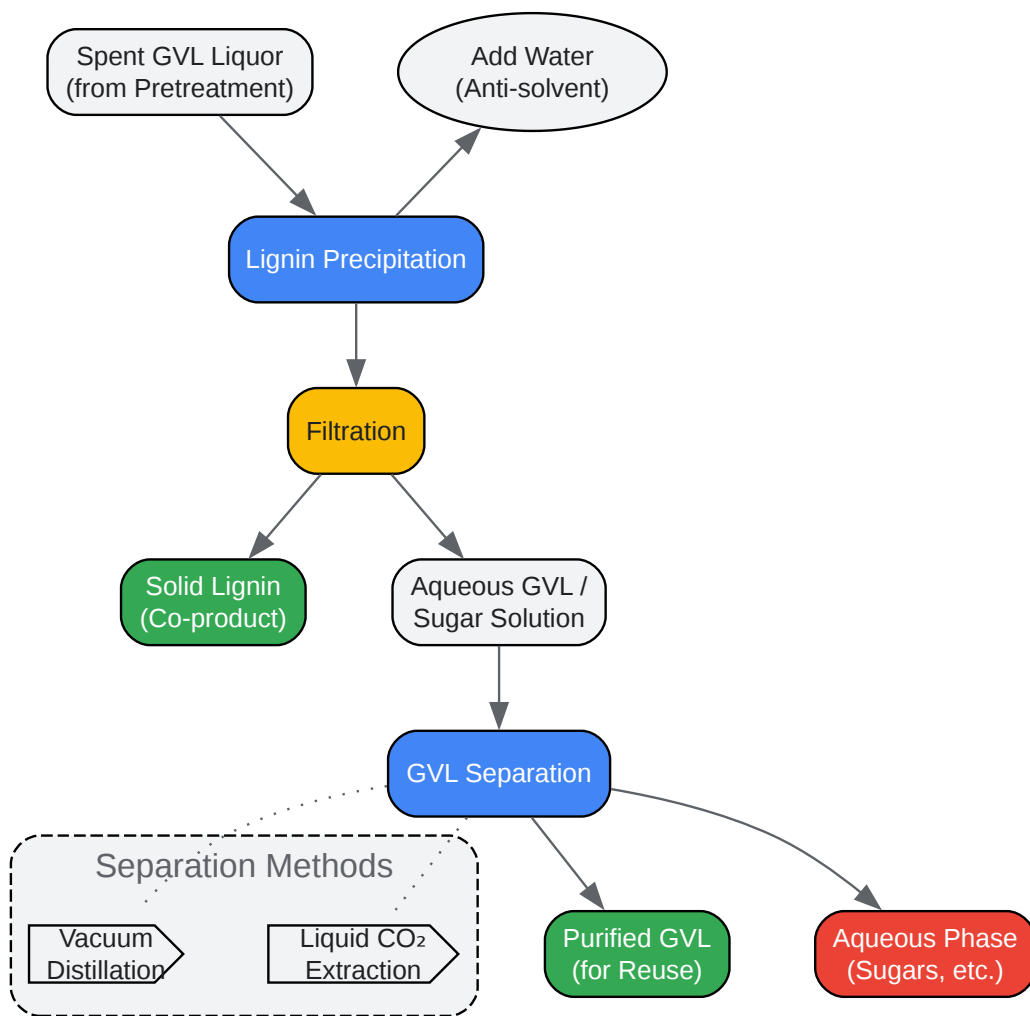 Spent GVL Liquor
(from Pretreatment)
Add Water
(Anti-solvent)
Lignin Precipitation
Filtration
Solid Lignin
(Co-product)
Aqueous GVL /
Sugar Solution
GVL Separation
Separation Methods
Vacuum
Distillation
Liquid CO₂
Extraction
Purified GVL
(for Reuse)
Aqueous Phase
(Sugars, etc.)